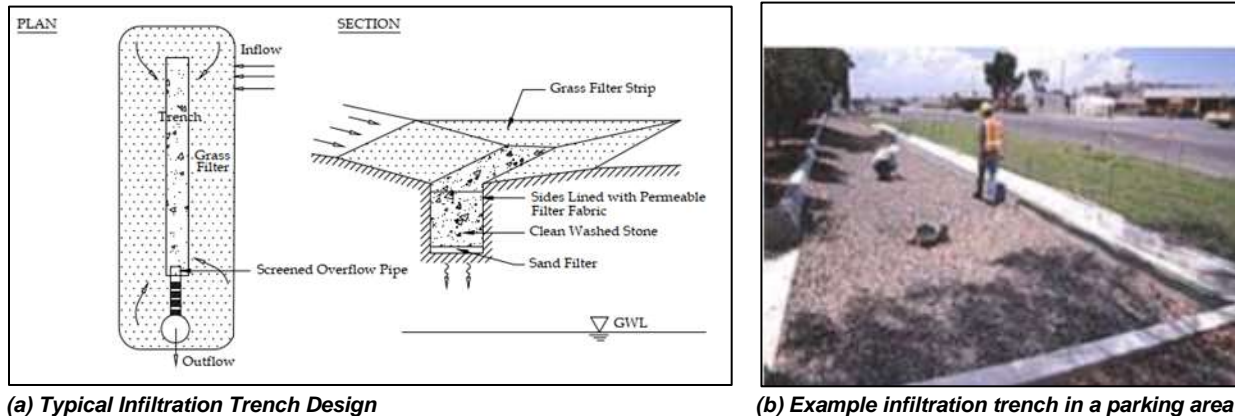 PLAN
SECTION
Inflow
Trench
Grass
Filter
Screened Overflow Pipe
Outflow
Grass Filter Strip
Sides Lined with Permeable
Filter Fabric
Clean Washed Stone
Sand Filter
GWL
(a) Typical Infiltration Trench Design
(b) Example infiltration trench in a parking area